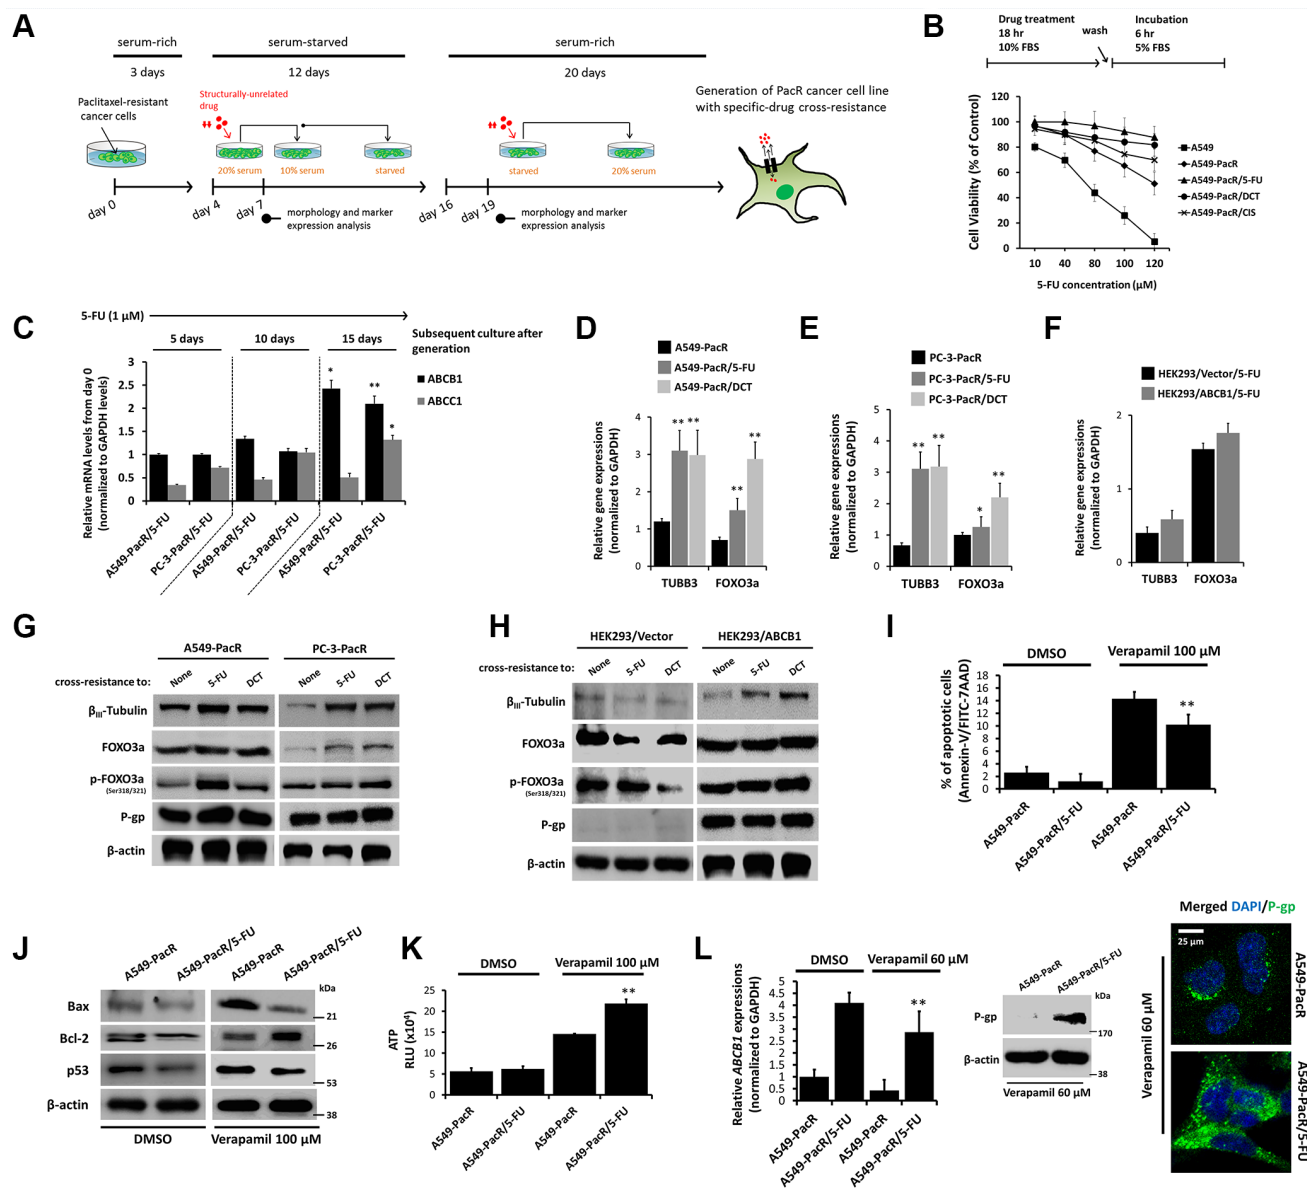 A
serum-rich
serum-starved
serum-rich
3 days
12 days
20 days
Paclitaxel-resistant
cancer cells
Structurally-unrelated
drug
Generation of PacR cancer cell line
with specific-drug cross-resistance
20% serum
10% serum
starved
starved
20% serum
day 0
day 4
day 7
day 16
day 19
morphology and marker
expression analysis
morphology and marker
expression analysis
B
Drug treatment
18 hr
10% FBS
wash
Incubation
6 hr
5% FBS
Cell Viability (% of Control)
120
100
80
60
40
20
0
10 40 80 100 120
5-FU concentration (µM)
A549
A549-PacR
A549-PacR/5-FU
A549-PacR/DCT
A549-PacR/CIS
C
5-FU (1 µM)
5 days
10 days
15 days
Subsequent culture after
generation
ABCB1
ABCC1
Relative mRNA levels from day 0
(normalized to GAPDH levels)
3
2.5
2
1.5
1
0.5
0
*
**
*
A549-PacR/5-FU
PC-3-PacR/5-FU
A549-PacR/5-FU
PC-3-PacR/5-FU
A549-PacR/5-FU
PC-3-PacR/5-FU
D
A549-PacR
A549-PacR/5-FU
A549-PacR/DCT
Relative gene expressions
(normalized to GAPDH)
4
3
2
1
0
** **
**
**
TUBB3 FOXO3a
E
PC-3-PacR
PC-3-PacR/5-FU
PC-3-PacR/DCT
Relative gene expressions
(normalized to GAPDH)
5
4
3
2
1
0
** **
*
**
TUBB3 FOXO3a
F
HEK293/Vector/5-FU
HEK293/ABCB1/5-FU
Relative gene expressions
(normalized to GAPDH)
2
1
0
TUBB3 FOXO3a
G
A549-PacR
PC-3-PacR
cross-resistance to:
None 5-FU DCT
None 5-FU DCT
βIII-Tubulin
FOXO3a
p-FOXO3a
(Ser318/321)
P-gp
β-actin
H
HEK293/Vector
HEK293/ABCB1
cross-resistance to:
None 5-FU DCT
None 5-FU DCT
βIII-Tubulin
FOXO3a
p-FOXO3a
(Ser318/321)
P-gp
β-actin
I
DMSO
Verapamil 100 µM
% of apoptotic cells
(Annexin-V/FITC-7AAD)
18
16
14
12
10
8
6
4
2
0
**
A549-PacR
A549-PacR/5-FU
A549-PacR
A549-PacR/5-FU
J
A549-PacR
A549-PacR/5-FU
A549-PacR
A549-PacR/5-FU
kDa
Bax
21
Bcl-2
26
p53
53
β-actin
38
DMSO
Verapamil 100 µM
K
DMSO
Verapamil 100 µM
ATP
RLU (x10⁴)
25
20
15
10
5
0
**
A549-PacR
A549-PacR/5-FU
A549-PacR
A549-PacR/5-FU
L
DMSO
Verapamil 60 µM
Relative ABCB1 expressions
(normalized to GAPDH)
5
4.5
4
3.5
3
2.5
2
1.5
1
0.5
0
**
A549-PacR
A549-PacR/5-FU
A549-PacR
A549-PacR/5-FU
A549-PacR
A549-PacR/5-FU
kDa
P-gp
170
β-actin
38
Verapamil 60 µM
Merged DAPI/P-gp
25 µm
Verapamil 60 µM
A549-PacR
A549-PacR/5-FU